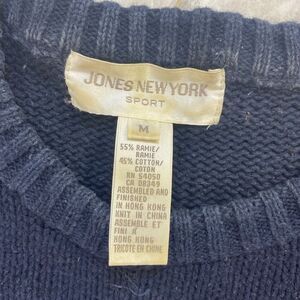 JONES NEW YORK
SPORT
M
55% RAMIE/
RAMIE
45% COTTON/
COTON
RN 54050
CA 08349
ASSEMBLED AND
FINISHED
IN HONG KONG
KNIT IN CHINA
ASSEMBLE ET
FINI A
HONG KONG
TRICOTE EN CHINE